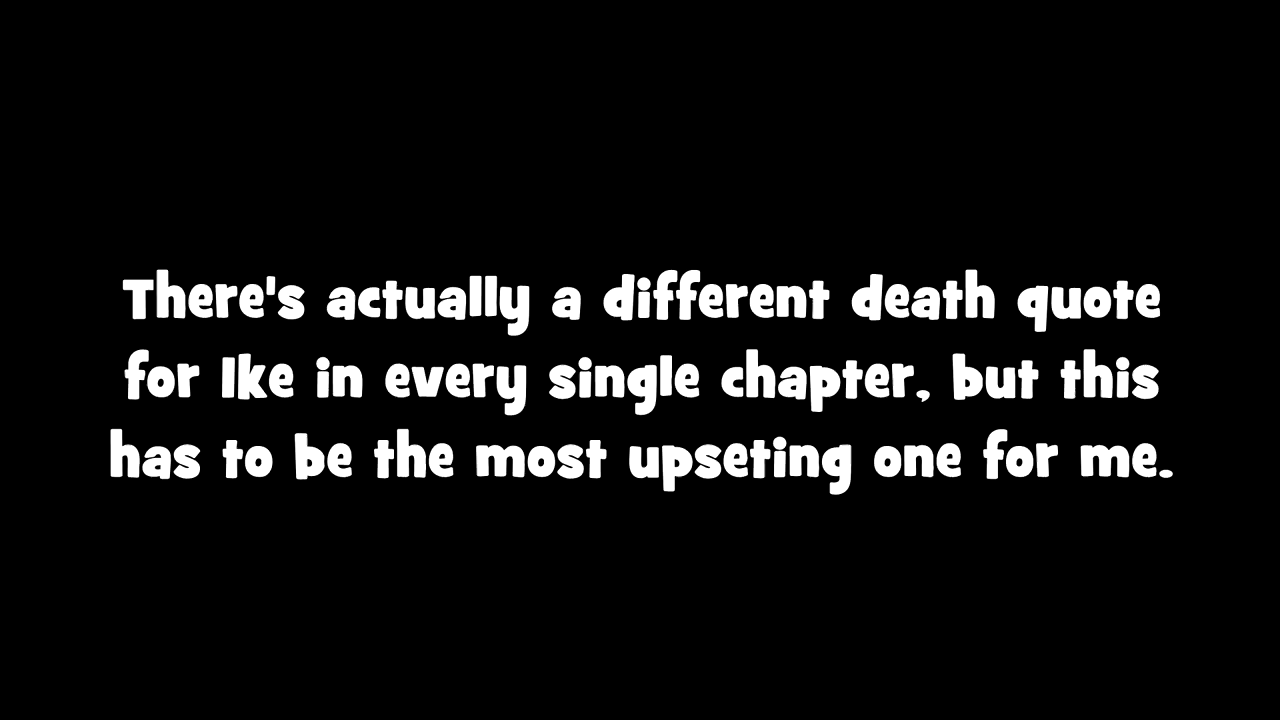 There's actually a different death quote
for Ike in every single chapter, but this
has to be the most upseting one for me.